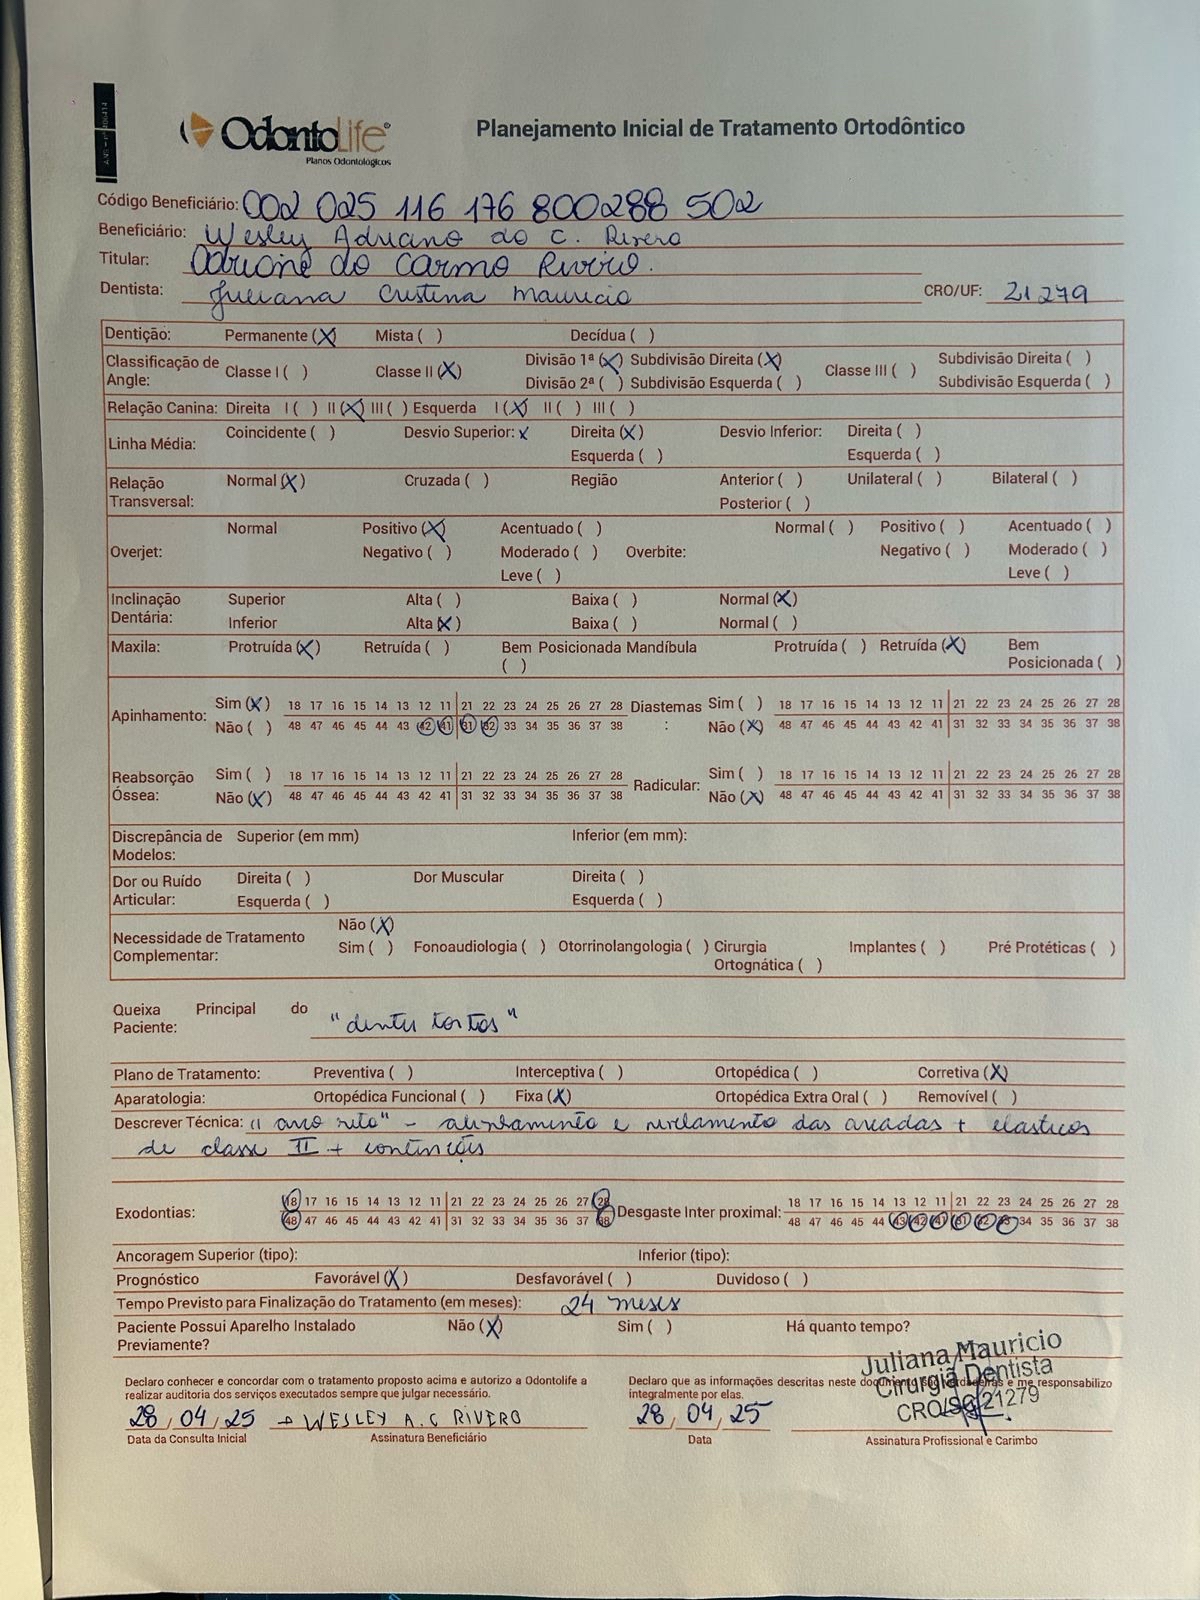 OdontoLife®
Planos Odontológicos
Planejamento Inicial de Tratamento Ortodôntico
Código Beneficiário: 002 025 116 176 800288 502
Beneficiário: Wesley Adriano do C. Rivero
Titular: do Carmo
Dentista: Juliana Cristina Mauricio CRO/UF: 21279
Dentição: Permanente (X) Mista ( ) Decídua ( )
Classificação de Angle: Classe I ( ) Classe II (X) Divisão 1ª (X) Subdivisão Direita (X) Classe III ( ) Subdivisão Direita ( )
Divisão 2ª ( ) Subdivisão Esquerda ( ) Subdivisão Esquerda ( )
Relação Canina: Direita I ( ) II (X) III ( ) Esquerda I (X) II ( ) III ( )
Linha Média: Coincidente ( ) Desvio Superior: x Direita (X) Desvio Inferior: Direita ( )
Esquerda ( ) Esquerda ( )
Relação Transversal: Normal (X) Cruzada ( ) Região Anterior ( ) Unilateral ( ) Bilateral ( )
Posterior ( )
Overjet: Normal Positivo (X) Acentuado ( ) Overbite: Normal ( ) Positivo ( ) Acentuado ( )
Negativo ( ) Moderado ( ) Negativo ( ) Moderado ( )
Leve ( ) Leve ( )
Inclinação Dentária: Superior Alta ( ) Baixa ( ) Normal (X)
Inferior Alta (X) Baixa ( ) Normal ( )
Maxila: Protruída (X) Retruída ( ) Bem Posicionada ( ) Mandíbula Protruída ( ) Retruída (X) Bem Posicionada ( )
Apinhamento: Sim (X) 18 17 16 15 14 13 12 11 21 22 23 24 25 26 27 28 Diastemas: Sim ( ) 18 17 16 15 14 13 12 11 21 22 23 24 25 26 27 28
Não ( ) 48 47 46 45 44 43 42 41 31 32 33 34 35 36 37 38 Não (X) 48 47 46 45 44 43 42 41 31 32 33 34 35 36 37 38
Reabsorção Óssea: Sim ( ) 18 17 16 15 14 13 12 11 21 22 23 24 25 26 27 28 Radicular: Sim ( ) 18 17 16 15 14 13 12 11 21 22 23 24 25 26 27 28
Não (X) 48 47 46 45 44 43 42 41 31 32 33 34 35 36 37 38 Não (X) 48 47 46 45 44 43 42 41 31 32 33 34 35 36 37 38
Discrepância de Modelos: Superior (em mm) Inferior (em mm):
Dor ou Ruído Articular: Direita ( ) Dor Muscular Direita ( )
Esquerda ( ) Esquerda ( )
Necessidade de Tratamento Complementar: Não (X)
Sim ( ) Fonoaudiologia ( ) Otorrinolangologia ( ) Cirurgia Ortognática ( ) Implantes ( ) Pré Protéticas ( )
Queixa Principal do Paciente: "dentes tortos"
Plano de Tratamento: Preventiva ( ) Interceptiva ( ) Ortopédica ( ) Corretiva (X)
Aparatologia: Ortopédica Funcional ( ) Fixa (X) Ortopédica Extra Oral ( ) Removível ( )
Descrever Técnica: "arco reto" - alinhamento e nivelamento das arcadas + elasticos
de classe II + contenções
Exodontias: 18 17 16 15 14 13 12 11 21 22 23 24 25 26 27 28 Desgaste Inter proximal: 18 17 16 15 14 13 12 11 21 22 23 24 25 26 27 28
48 47 46 45 44 43 42 41 31 32 33 34 35 36 37 38 48 47 46 45 44 43 42 41 31 32 33 34 35 36 37 38
Ancoragem Superior (tipo): Inferior (tipo):
Prognóstico Favorável (X) Desfavorável ( ) Duvidoso ( )
Tempo Previsto para Finalização do Tratamento (em meses): 24 meses
Paciente Possui Aparelho Instalado Previamente? Não (X) Sim ( ) Há quanto tempo?
Declaro conhecer e concordar com o tratamento proposto acima e autorizo a Odontolife a
realizar auditoria dos serviços executados sempre que julgar necessário.
Declaro que as informações descritas neste documento são verdadeiras e me responsabilizo
integralmente por elas.
Juliana Mauricio
Cirurgiã Dentista
CRO/SC 21279
28/04/25 → WESLEY A.C RIVERO 28/04/25
Data da Consulta Inicial Assinatura Beneficiário Data Assinatura Profissional e Carimbo